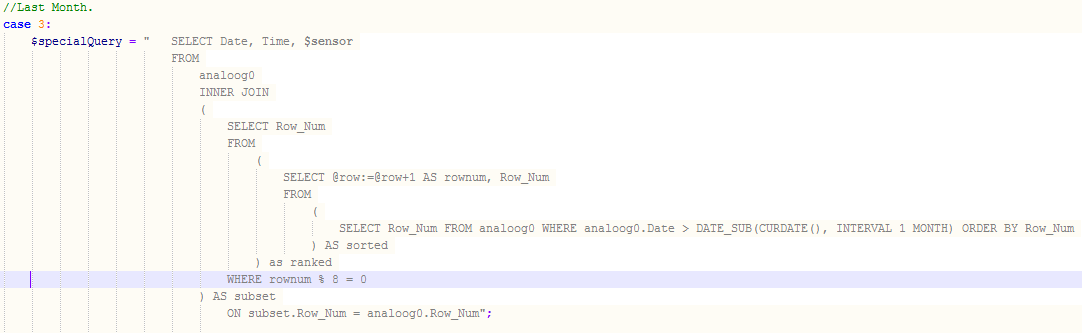 //Last Month.
case 3:
$specialQuery = " SELECT Date, Time, $sensor
FROM
analoog0
INNER JOIN
(
SELECT Row_Num
FROM
(
SELECT @row:=@row+1 AS rownum, Row_Num
FROM
(
SELECT Row_Num FROM analoog0 WHERE analoog0.Date > DATE_SUB(CURDATE(), INTERVAL 1 MONTH) ORDER BY Row_Num
) AS sorted
) as ranked
WHERE rownum % 8 = 0
) AS subset
ON subset.Row_Num = analoog0.Row_Num";